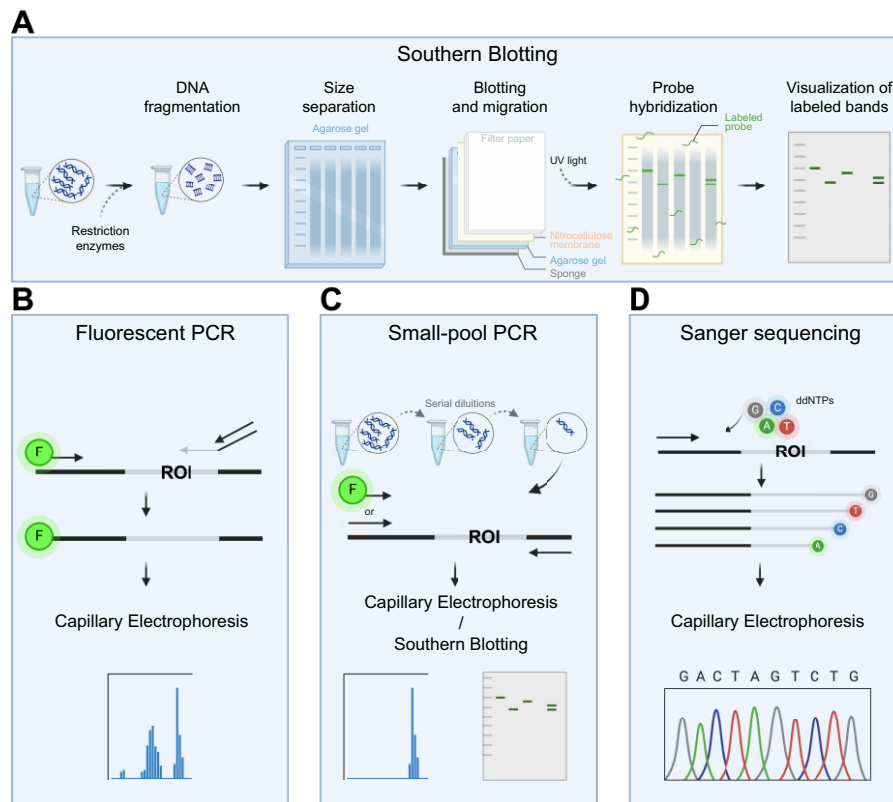 A
Southern Blotting
DNA
fragmentation
Size
separation
Blotting
and migration
Probe
hybridization
Visualization of
labeled bands
Agarose gel
Filter paper
Labeled
probe
UV light
Restriction
enzymes
Nitrocellulose
membrane
Agarose gel
Sponge
B
Fluorescent PCR
F
ROI
F
Capillary Electrophoresis
C
Small-pool PCR
Serial diluitions
F
or
ROI
Capillary Electrophoresis
/
Southern Blotting
D
Sanger sequencing
ddNTPs
G C
A T
ROI
G
T
C
A
Capillary Electrophoresis
G A C T A G T C T G